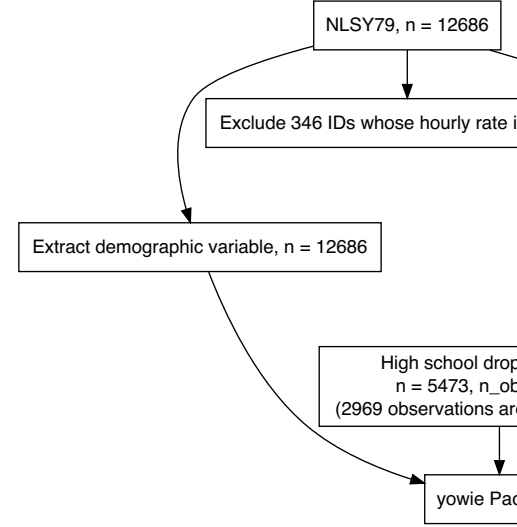 NLSY79, n = 12686
Exclude 346 IDs whose hourly rate i
Extract demographic variable, n = 12686
High school drop
n = 5473, n_ob
(2969 observations are
yowie Pac